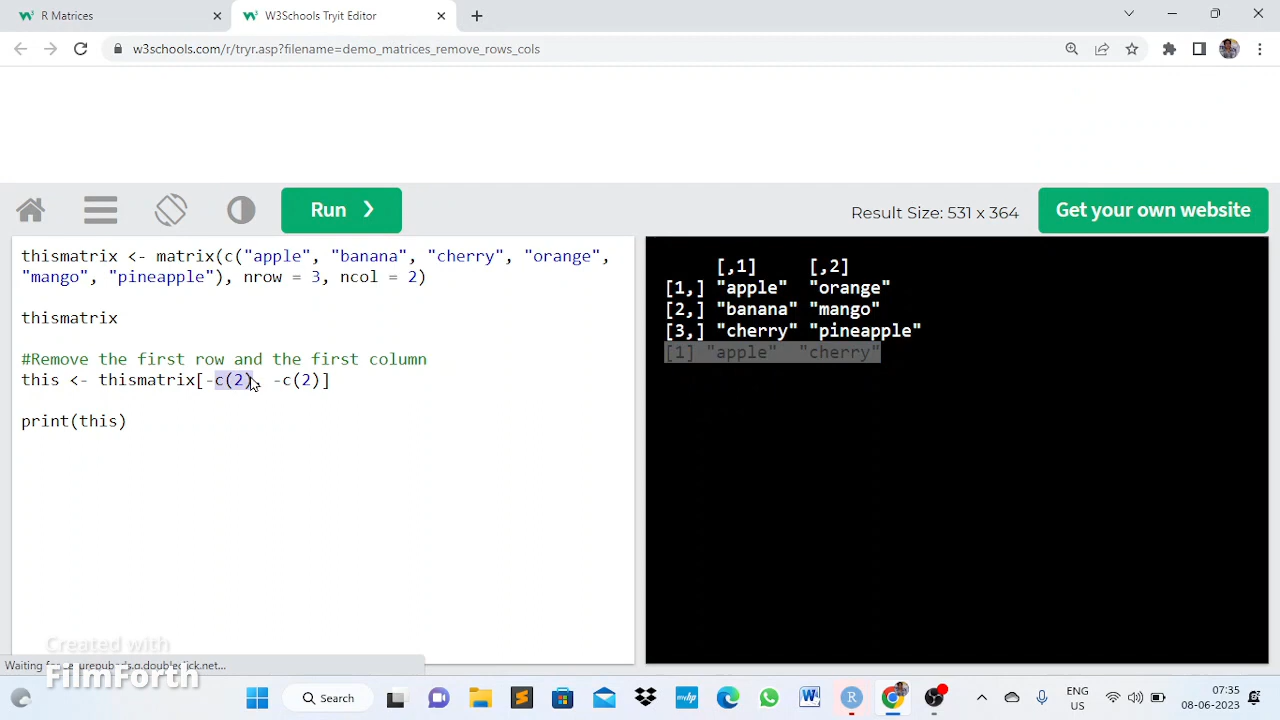 R Matrices
W3Schools Tryit Editor
w3schools.com/r/tryr.asp?filename=demo_matrices_remove_rows_cols
Run ❯
Result Size: 531 x 364
Get your own website
thismatrix <- matrix(c("apple", "banana", "cherry", "orange",
"mango", "pineapple"), nrow = 3, ncol = 2)
thismatrix
#Remove the first row and the first column
this <- thismatrix[-c(2), -c(2)]
print(this)
[,1] [,2]
[1,] "apple" "orange"
[2,] "banana" "mango"
[3,] "cherry" "pineapple"
[1] "apple" "cherry"
Created with
FilmForth
Waiting for
Search
myhp
W
R
ENG
US
07:35
08-06-2023